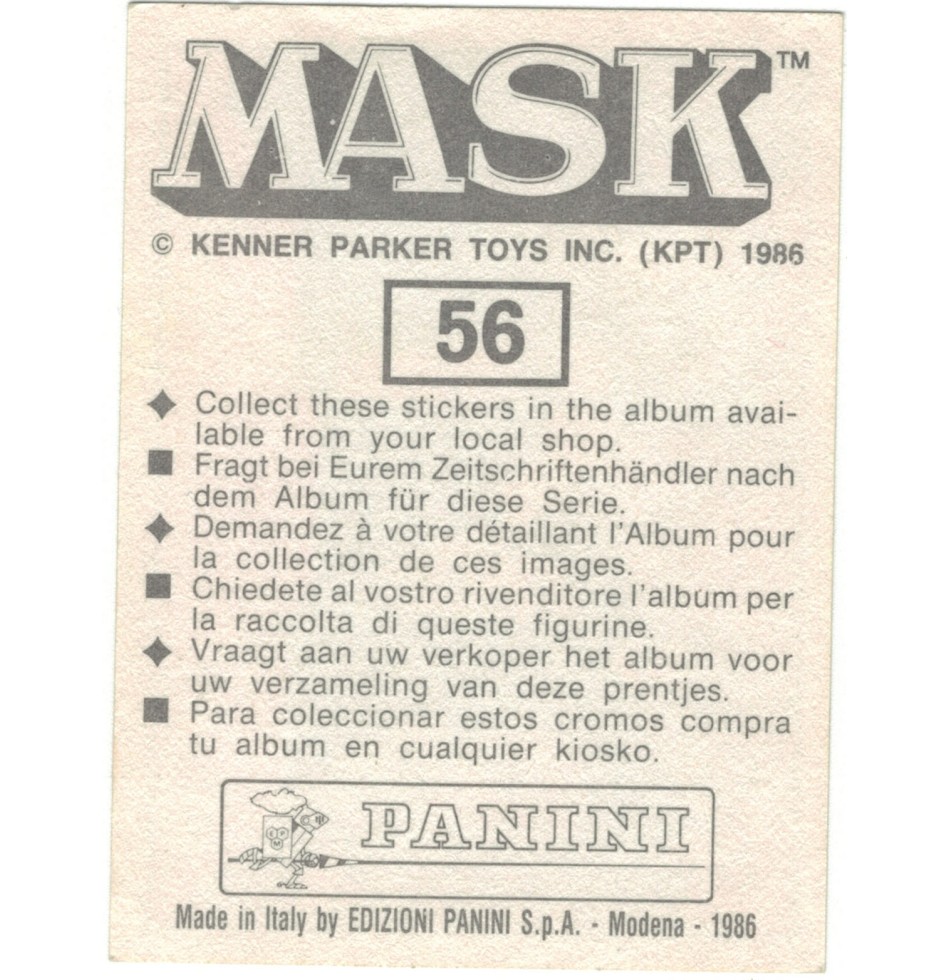 MASK™
© KENNER PARKER TOYS INC. (KPT) 1986
56
Collect these stickers in the album avai-
lable from your local shop.
Fragt bei Eurem Zeitschriftenhändler nach
dem Album für diese Serie.
Demandez à votre détaillant l'Album pour
la collection de ces images.
Chiedete al vostro rivenditore l'album per
la raccolta di queste figurine.
Vraagt aan uw verkoper het album voor
uw verzameling van deze prentjes.
Para coleccionar estos cromos compra
tu album en cualquier kiosko.
PANINI
Made in Italy by EDIZIONI PANINI S.p.A. - Modena - 1986